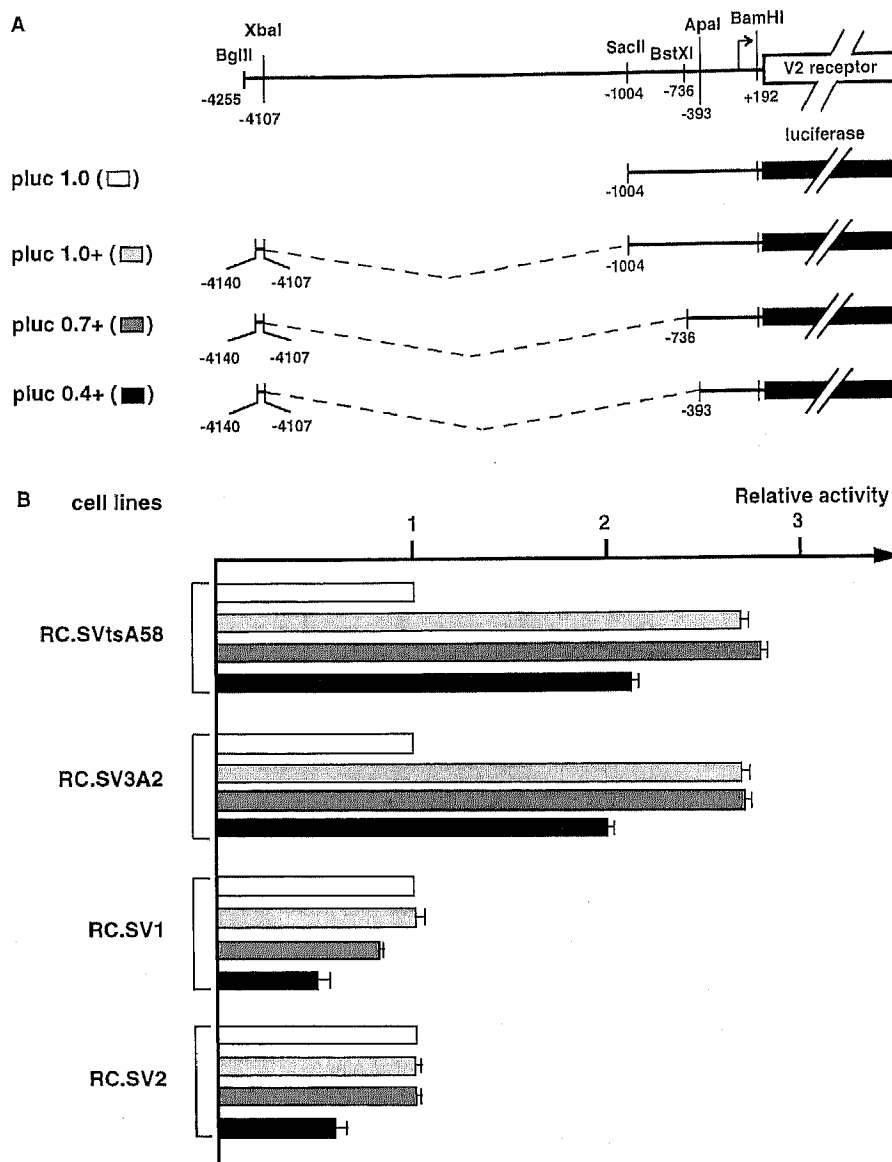 A
XbaI
BglII
ApaI
BamHI
SacII
BstXI
V2 receptor
-4255
-4107
-1004
-736
-393
+192
luciferase
pluc 1.0 ( )
-1004
pluc 1.0+ ( )
-4140
-4107
-1004
pluc 0.7+ ( )
-4140
-4107
-736
pluc 0.4+ ( )
-4140
-4107
-393
B
cell lines
Relative activity
1
2
3
RC.SVtsA58
RC.SV3A2
RC.SV1
RC.SV2